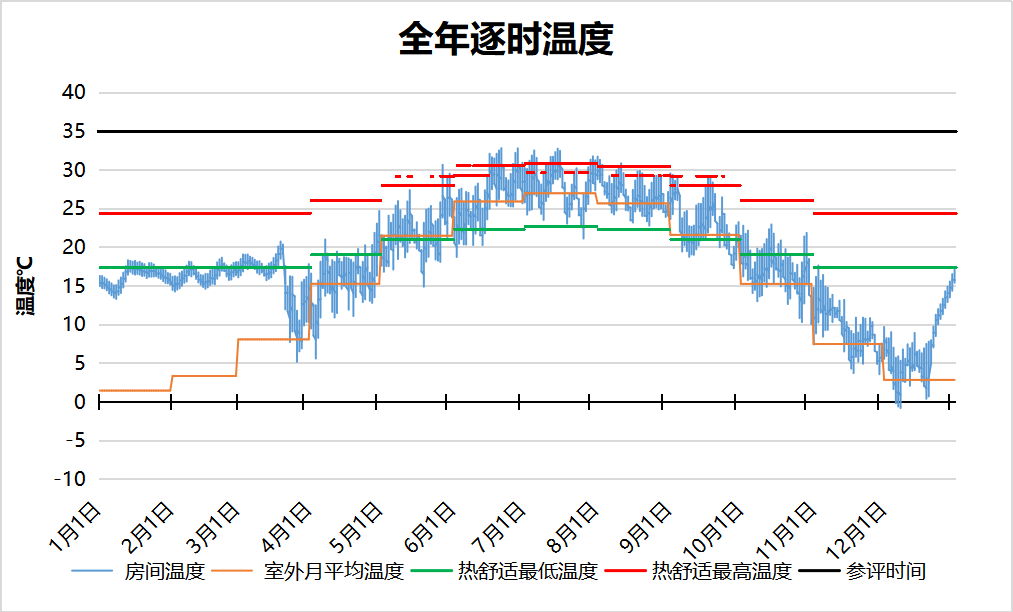 全年逐时温度
40
35
30
25
20
15
10
5
0
-5
-10
温度℃
1月1日
2月1日
3月1日
4月1日
5月1日
6月1日
7月1日
8月1日
9月1日
10月1日
11月1日
12月1日
房间温度 室外月平均温度 热舒适最低温度 热舒适最高温度 参评时间